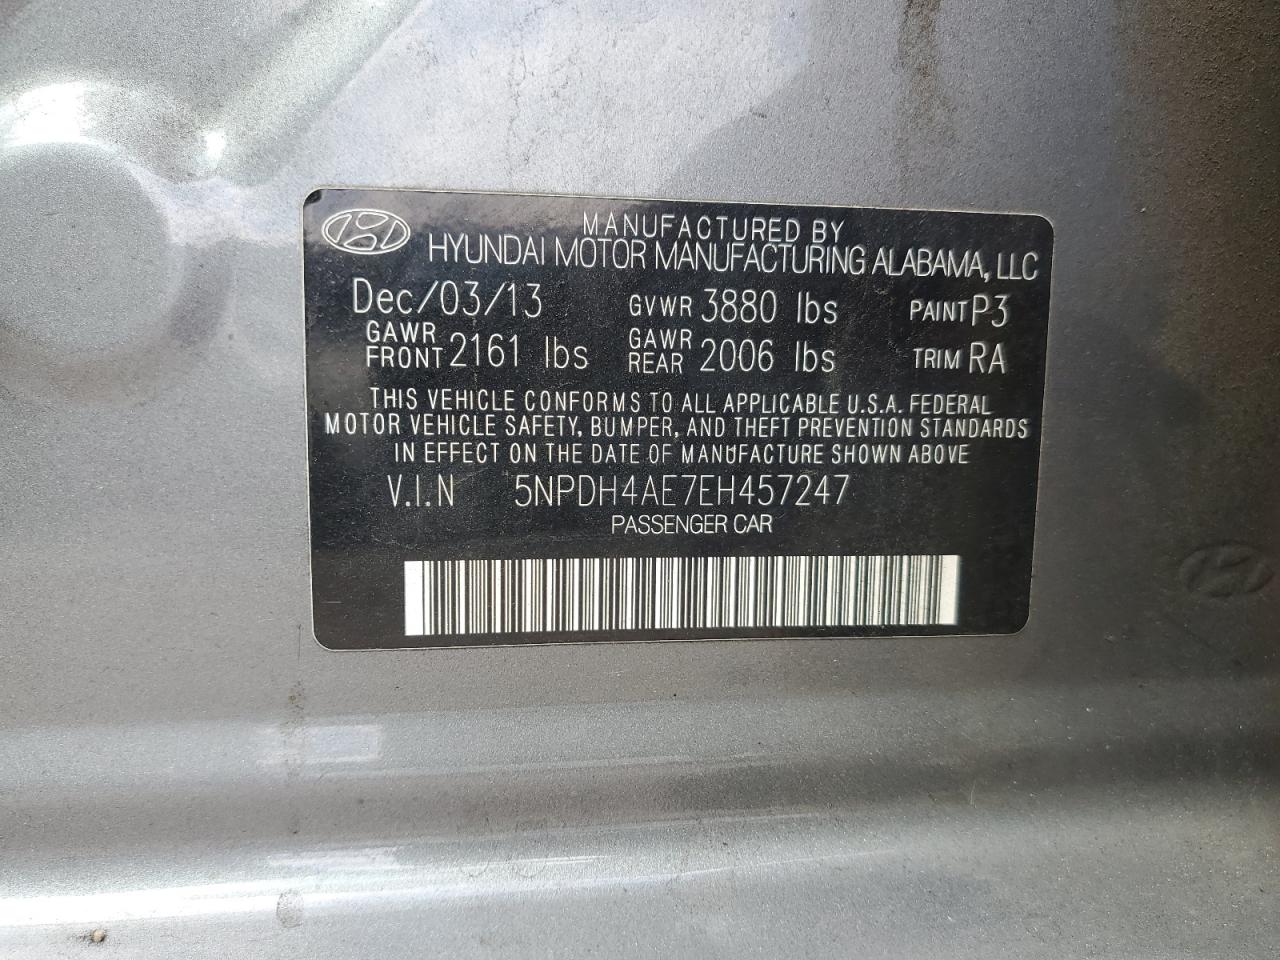 MANUFACTURED BY
HYUNDAI MOTOR MANUFACTURING ALABAMA, LLC
Dec/03/13 GVWR 3880 lbs PAINT P3
GAWR FRONT 2161 lbs GAWR REAR 2006 lbs TRIM RA
THIS VEHICLE CONFORMS TO ALL APPLICABLE U.S.A. FEDERAL
MOTOR VEHICLE SAFETY, BUMPER, AND THEFT PREVENTION STANDARDS
IN EFFECT ON THE DATE OF MANUFACTURE SHOWN ABOVE
V.I.N 5NPDH4AE7EH457247
PASSENGER CAR